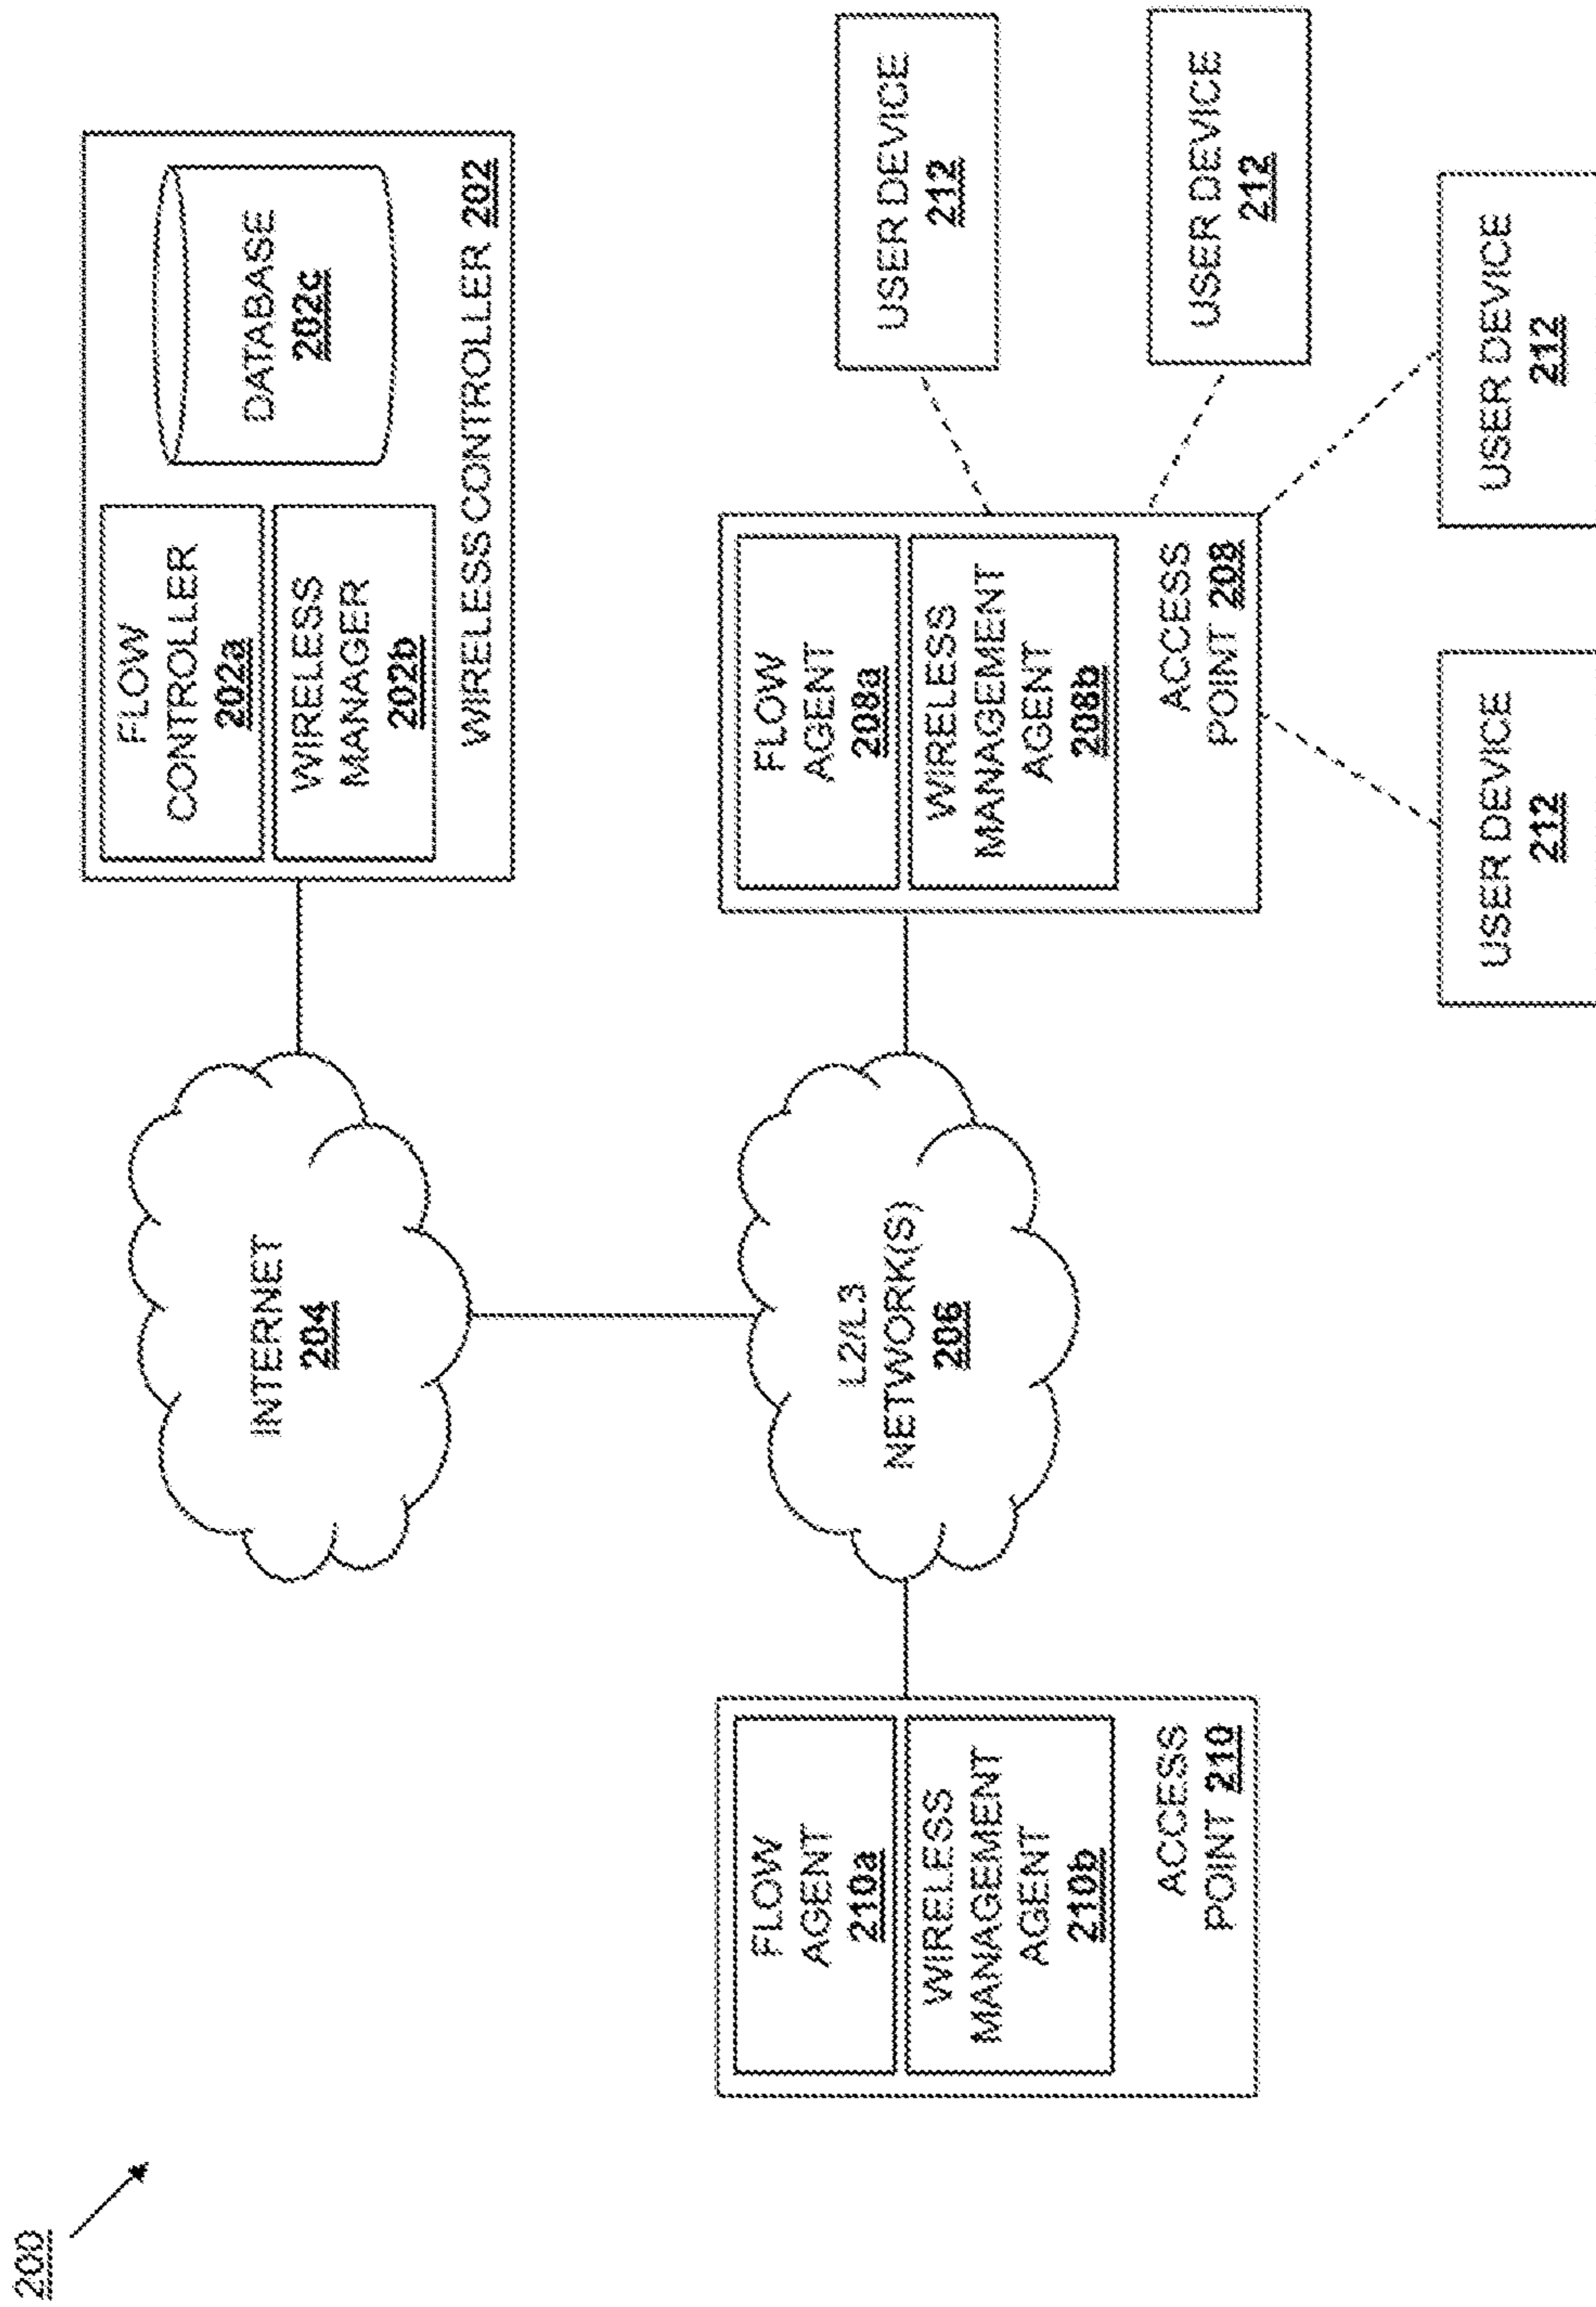 200
INTERNET
204
FLOW
CONTROLLER
202a
WIRELESS
MANAGER
202b
DATABASE
202c
WIRELESS CONTROLLER 202
FLOW
AGENT
210a
WIRELESS
MANAGEMENT
AGENT
210b
ACCESS
POINT 210
L2/L3
NETWORK(S)
206
FLOW
AGENT
208a
WIRELESS
MANAGEMENT
AGENT
208b
ACCESS
POINT 208
USER DEVICE
212
USER DEVICE
212
USER DEVICE
212
USER DEVICE
212